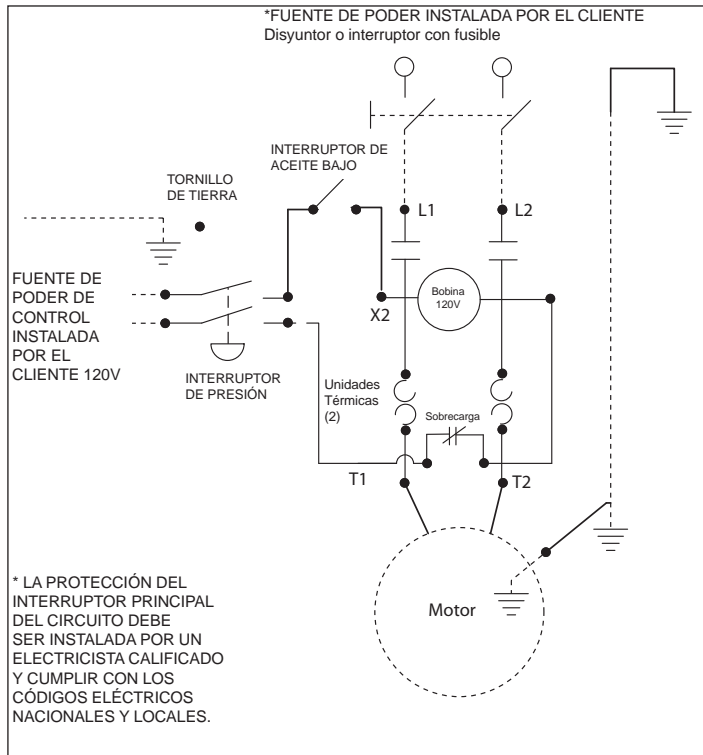 *FUENTE DE PODER INSTALADA POR EL CLIENTE
Disyuntor o interruptor con fusible
INTERRUPTOR DE
ACEITE BAJO
TORNILLO
DE TIERRA
L1
L2
FUENTE DE
PODER DE
CONTROL
INSTALADA
POR EL
CLIENTE 120V
X2
Bobina
120V
INTERRUPTOR
DE PRESIÓN
Unidades
Térmicas
(2)
Sobrecarga
T1
T2
Motor
* LA PROTECCIÓN DEL
INTERRUPTOR PRINCIPAL
DEL CIRCUITO DEBE
SER INSTALADA POR UN
ELECTRICISTA CALIFICADO
Y CUMPLIR CON LOS
CÓDIGOS ELÉCTRICOS
NACIONALES Y LOCALES.